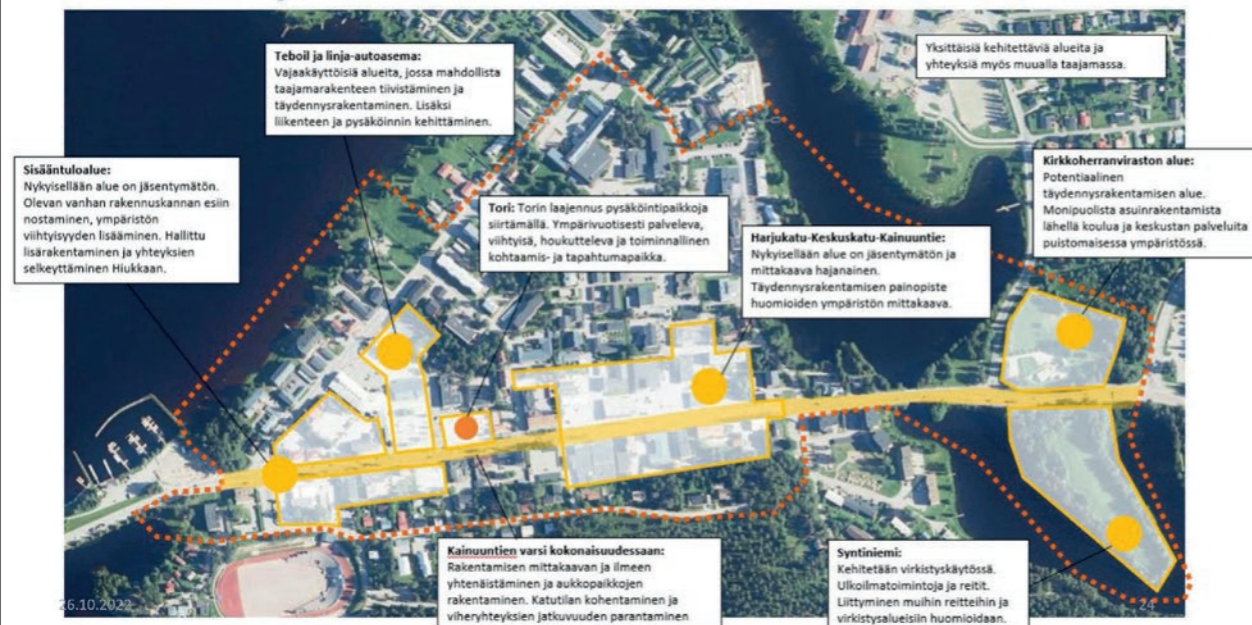 Teboil ja linja-autoasema:
Vajaakäyttöisiä alueita, jossa mahdollista
taajamarakenteen tiivistäminen ja
täydennysrakentaminen. Lisäksi
liikenteen ja pysäköinnin kehittäminen.
Yksittäisiä kehitettäviä alueita ja
yhteyksiä myös muualla taajamassa.
Sisääntuloalue:
Nykyisellään alue on jäsentymätön.
Olevan vanhan rakennuskannan esiin
nostaminen, ympäristön
viihtyisyyden lisääminen. Hallittu
lisärakentaminen ja yhteyksien
selkeyttäminen Hiukkaan.
Tori: Torin laajennus pysäköintipaikkoja
siirtämällä. Ympärivuotisesti palveleva,
viihtyisä, houkutteleva ja toiminnallinen
kohtaamis- ja tapahtumapaikka.
Harjukatu-Keskuskatu-Kainuuntie:
Nykyisellään alue on jäsentymätön ja
mittakaava hajanainen.
Täydennysrakentamisen painopiste
huomioiden ympäristön mittakaava.
Kirkkoherranviraston alue:
Potentiaalinen
täydennysrakentamisen alue.
Monipuolista asuinrakentamista
lähellä koulua ja keskustan palveluita
puistomaisessa ympäristössä.
Kainuuntien varsi kokonaisuudessaan:
Rakentamisen mittakaavan ja ilmeen
yhtenäistäminen ja aukkopaikkojen
rakentaminen. Katutilan kohentaminen ja
viheryhteyksien jatkuvuuden parantaminen
Syntiniemi:
Kehitetään virkistyskäytössä.
Ulkoilmatoimintoja ja reitit.
Liittyminen muihin reitteihin ja
virkistysalueisiin huomioidaan.
26.10.2022
24